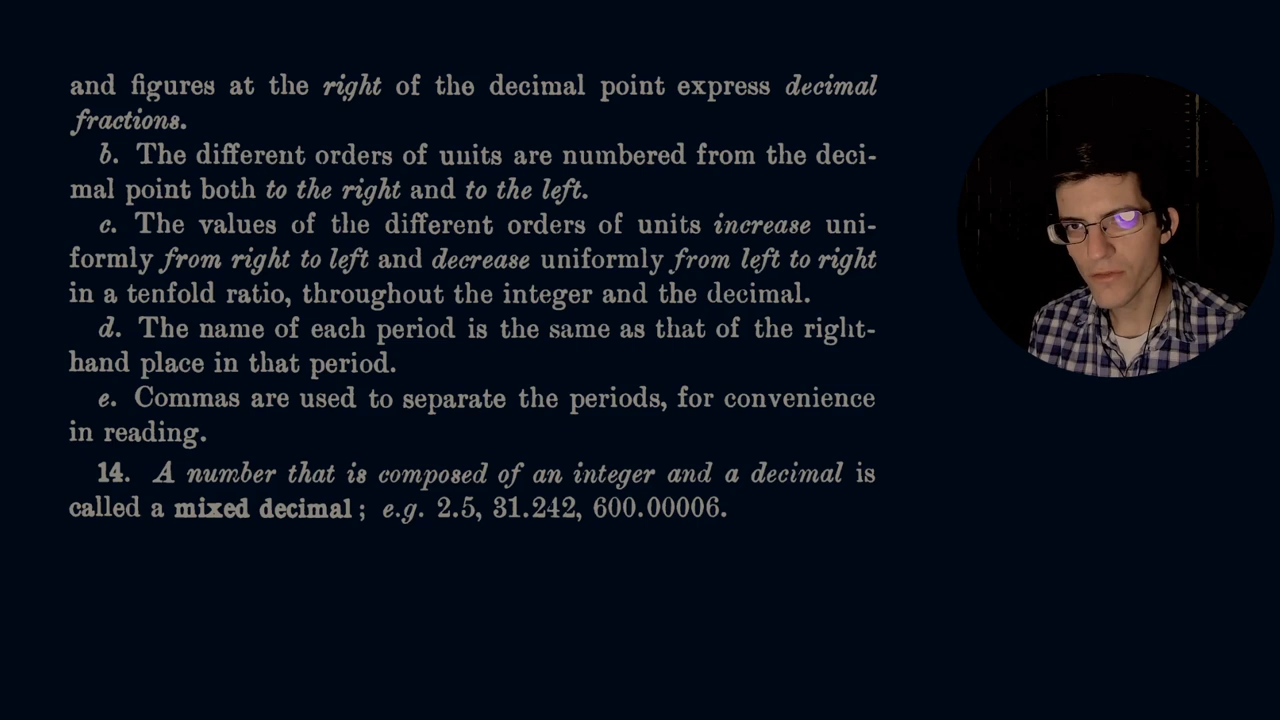 and figures at the right of the decimal point express decimal
fractions.
b. The different orders of units are numbered from the deci-
mal point both to the right and to the left.
c. The values of the different orders of units increase uni-
formly from right to left and decrease uniformly from left to right
in a tenfold ratio, throughout the integer and the decimal.
d. The name of each period is the same as that of the right-
hand place in that period.
e. Commas are used to separate the periods, for convenience
in reading.
14. A number that is composed of an integer and a decimal is
called a mixed decimal; e.g. 2.5, 31.242, 600.00006.